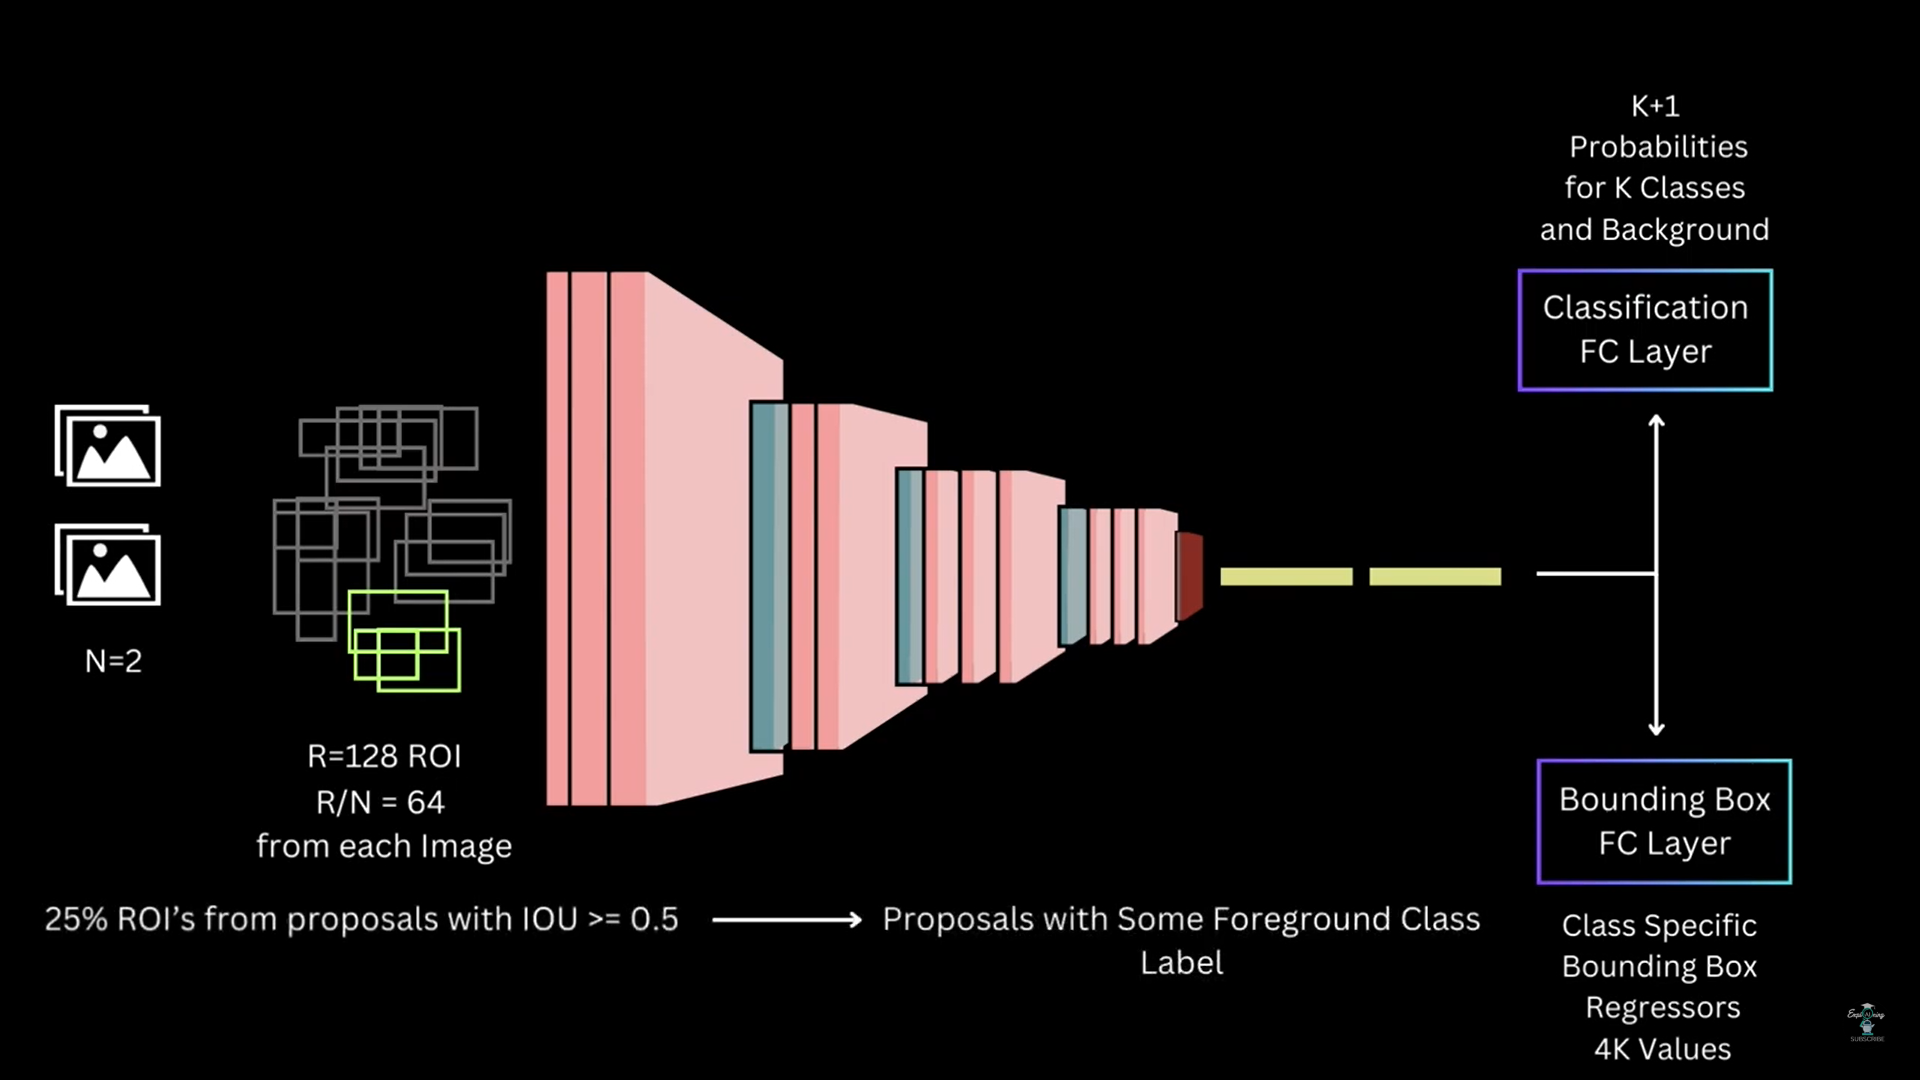 K+1
Probabilities
for K Classes
and Background
Classification
FC Layer
N=2
R=128 ROI
R/N = 64
from each Image
25% ROI's from proposals with IOU >= 0.5
Proposals with Some Foreground Class
Label
Bounding Box
FC Layer
Class Specific
Bounding Box
Regressors
4K Values
SUBSCRIBE